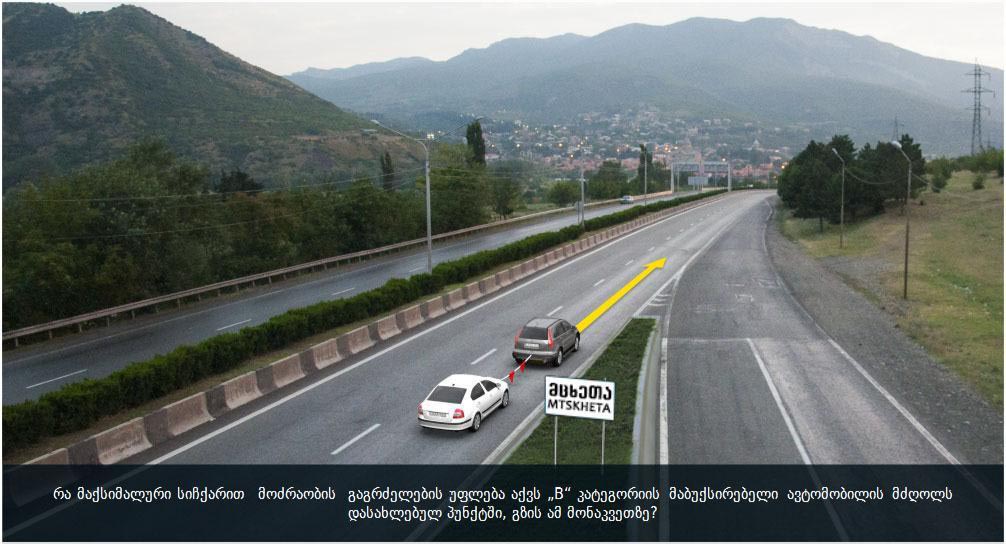 მცხეთა
MTSKHETA
რა მაქსიმალური სიჩქარით მოძრაობის გაგრძელების უფლება აქვს „B“ კატეგორიის მაბუქსირებელი ავტომობილის მძღოლს
დასახლებულ პუნქტში, გზის ამ მონაკვეთზე?